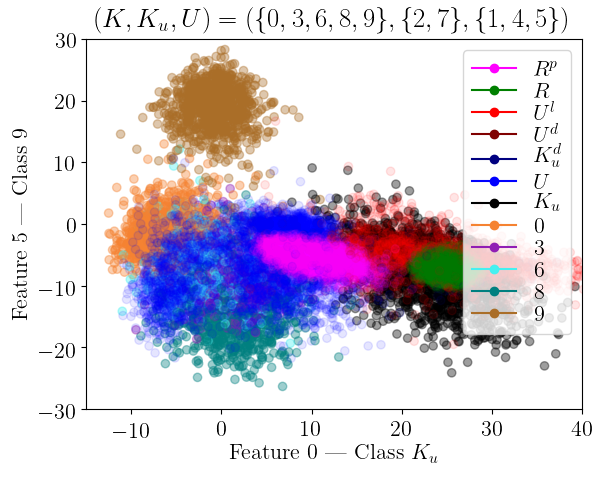 (K, K_u, U) = ({0, 3, 6, 8, 9}, {2, 7}, {1, 4, 5})
30
20
10
0
−10
−20
−30
Feature 5 — Class 9
R^p
R
U^l
U^d
K_u^d
U
K_u
0
3
6
8
9
−10
0
10
20
30
40
Feature 0 — Class K_u